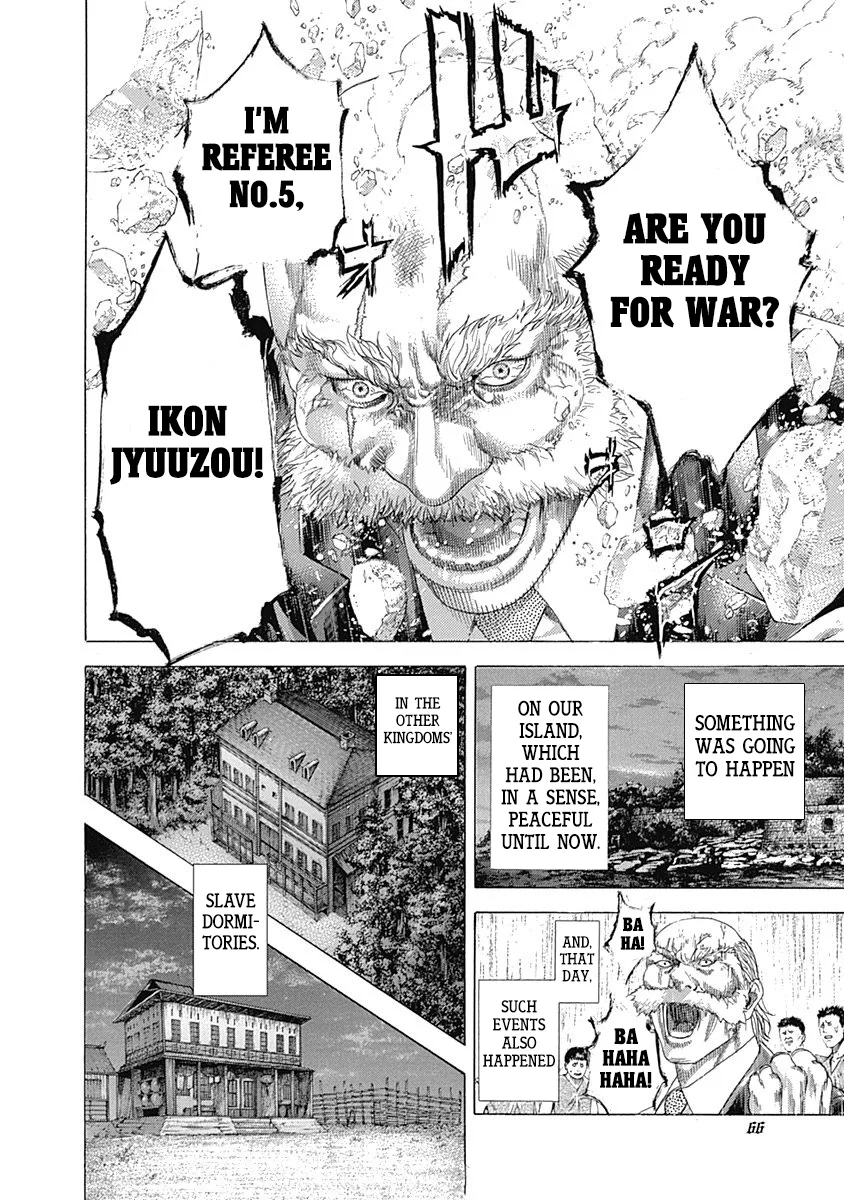 ARE YOU
READY
FOR WAR?
I'M
REFEREE
NO.5,
IKON
JYUUZOU!
SOMETHING
WAS GOING
TO HAPPEN
ON OUR
ISLAND,
WHICH
HAD BEEN,
IN A SENSE,
PEACEFUL
UNTIL NOW.
BA
HA!
BA
HAHA
HAHA!
AND,
THAT
DAY,
SUCH
EVENTS
ALSO
HAPPENED
IN THE
OTHER
KINGDOMS'
SLAVE
DORMI-
TORIES.
66